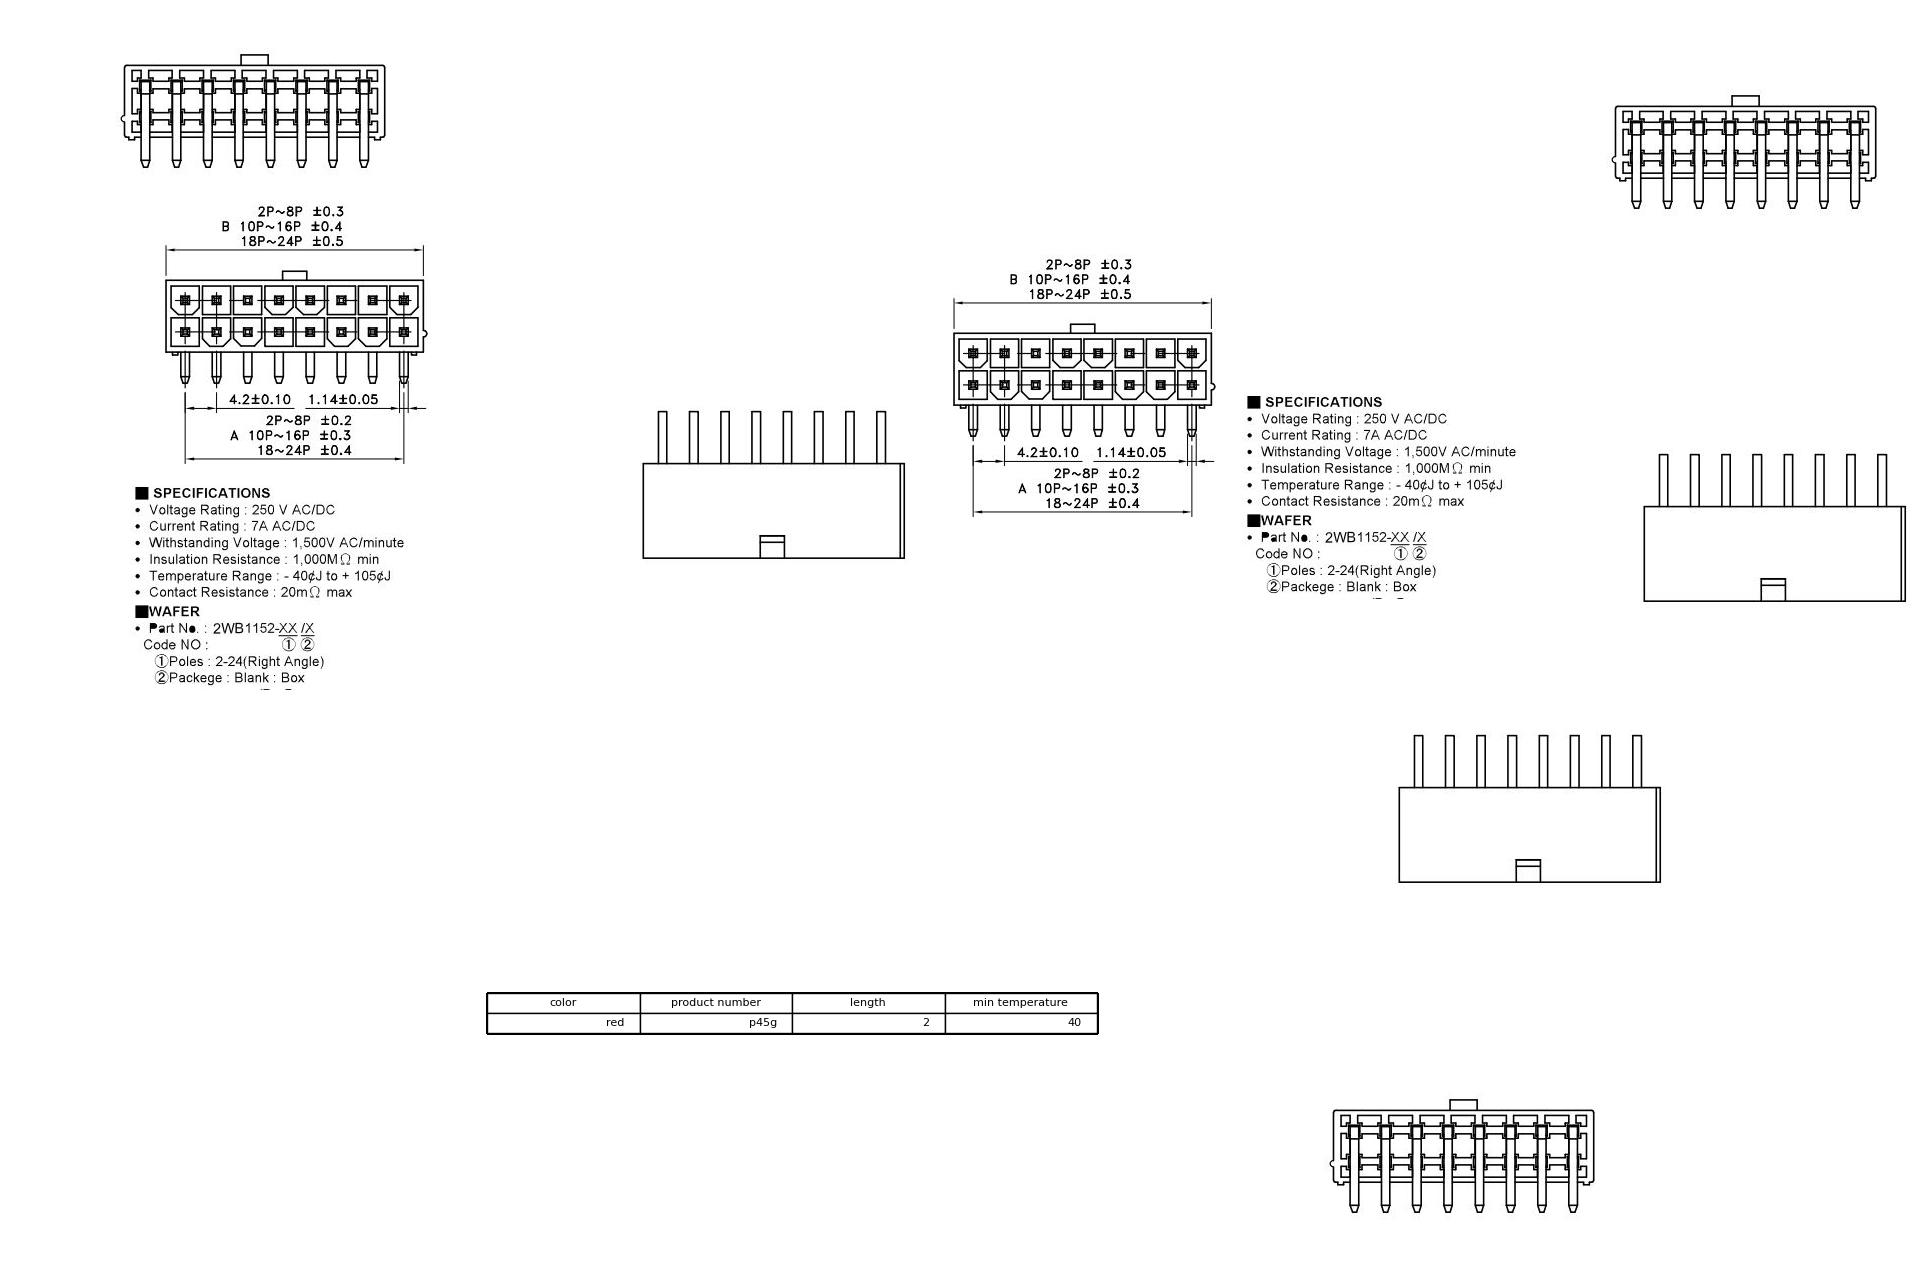 2P~8P ±0.3
B 10P~16P ±0.4
18P~24P ±0.5
4.2±0.10 1.14±0.05
2P~8P ±0.2
A 10P~16P ±0.3
18~24P ±0.4
■ SPECIFICATIONS
• Voltage Rating : 250 V AC/DC
• Current Rating : 7A AC/DC
• Withstanding Voltage : 1,500V AC/minute
• Insulation Resistance : 1,000MΩ min
• Temperature Range : - 40¢J to + 105¢J
• Contact Resistance : 20mΩ max
■WAFER
• Part No. : 2WB1152-XX /X
Code NO : ① ②
①Poles : 2-24(Right Angle)
②Packege : Blank : Box
2P~8P ±0.3
B 10P~16P ±0.4
18P~24P ±0.5
4.2±0.10 1.14±0.05
2P~8P ±0.2
A 10P~16P ±0.3
18~24P ±0.4
■ SPECIFICATIONS
• Voltage Rating : 250 V AC/DC
• Current Rating : 7A AC/DC
• Withstanding Voltage : 1,500V AC/minute
• Insulation Resistance : 1,000MΩ min
• Temperature Range : - 40¢J to + 105¢J
• Contact Resistance : 20mΩ max
■WAFER
• Part No. : 2WB1152-XX /X
Code NO : ① ②
①Poles : 2-24(Right Angle)
②Packege : Blank : Box
color product number length min temperature
red p45g 2 40